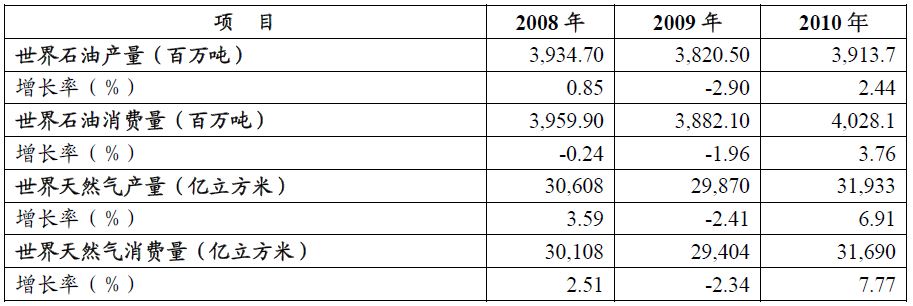 项 目 2008 年 2009 年 2010 年
世界石油产量（百万吨） 3,934.70 3,820.50 3,913.7
增长率（%） 0.85 -2.90 2.44
世界石油消费量（百万吨） 3,959.90 3,882.10 4,028.1
增长率（%） -0.24 -1.96 3.76
世界天然气产量（亿立方米） 30,608 29,870 31,933
增长率（%） 3.59 -2.41 6.91
世界天然气消费量（亿立方米） 30,108 29,404 31,690
增长率（%） 2.51 -2.34 7.77